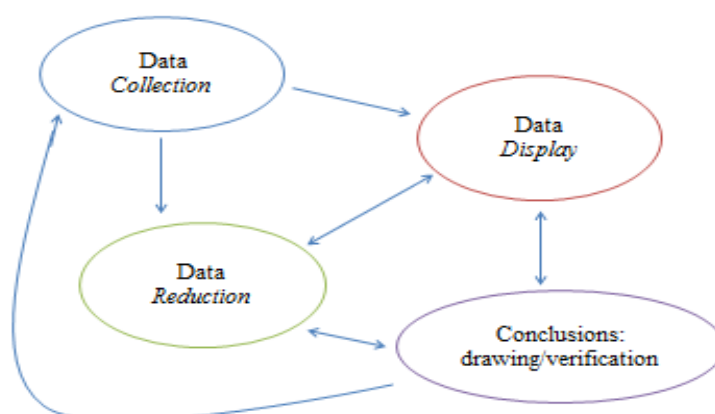 Data
Collection
Data
Display
Data
Reduction
Conclusions:
drawing/verification